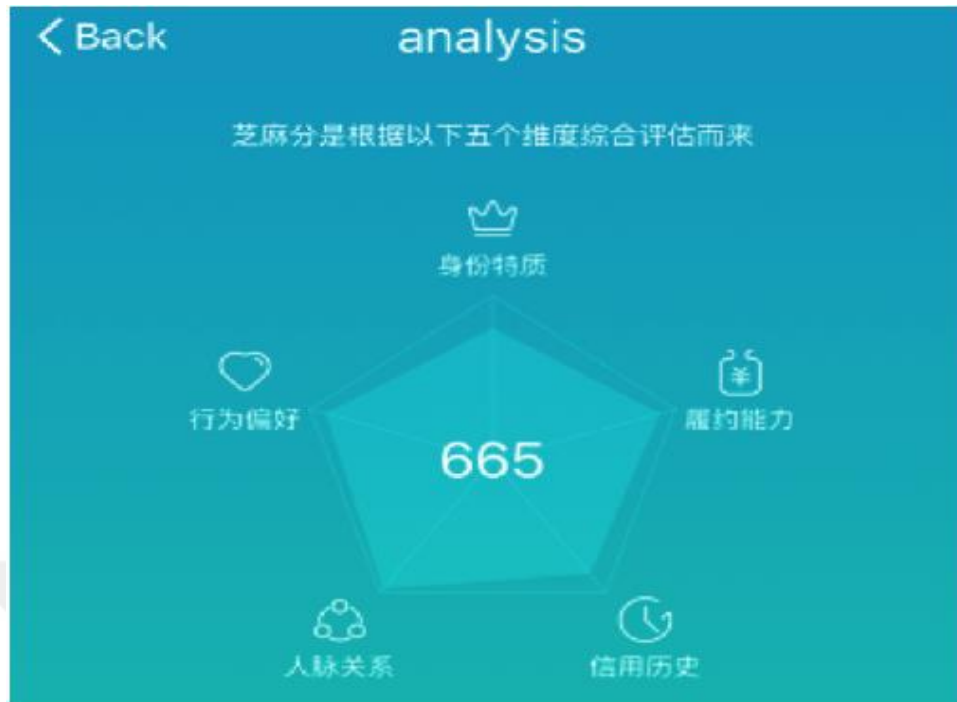 Back
analysis
芝麻分是根据以下五个维度综合评估而来
身份特质
行为偏好
¥
履约能力
665
人脉关系
信用历史